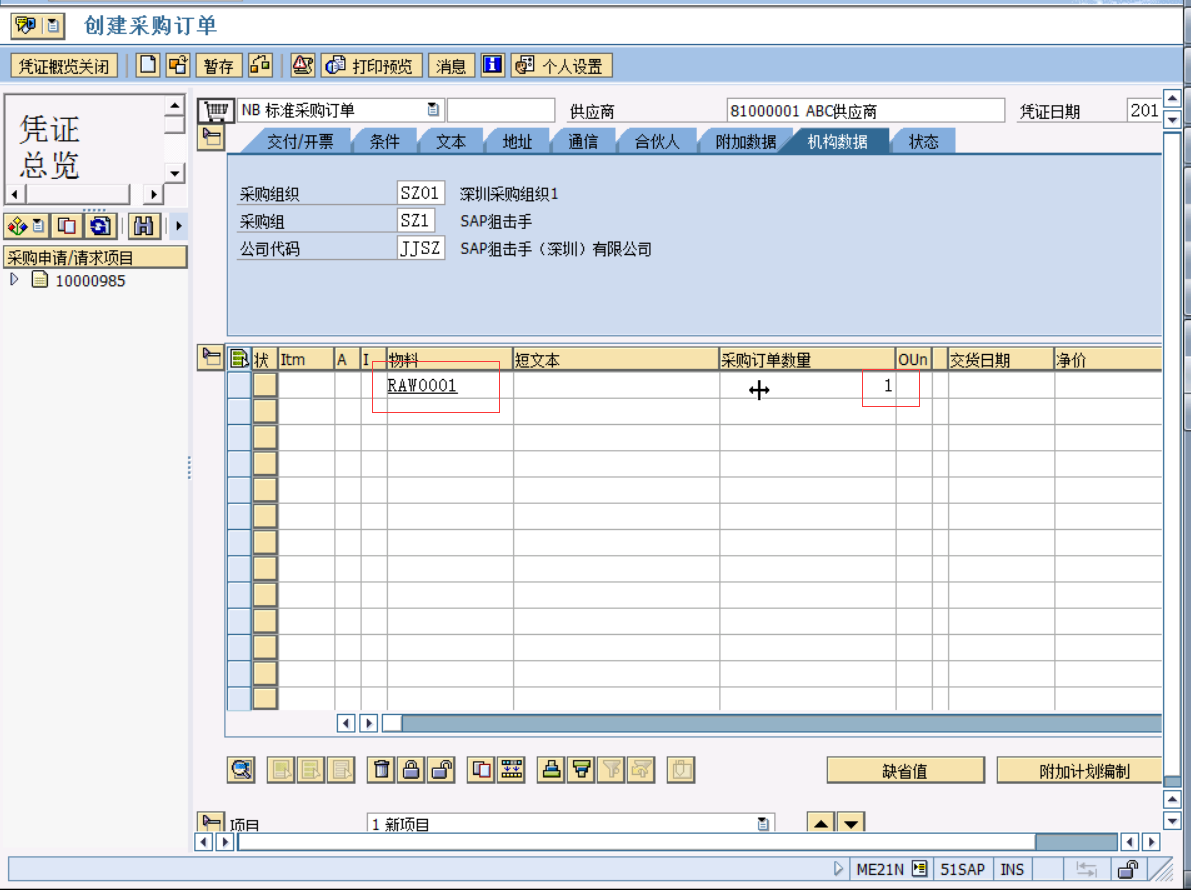 创建采购订单
凭证概览关闭 暂存 打印预览 消息 个人设置
凭证
总览
NB 标准采购订单 供应商 81000001 ABC供应商 凭证日期 201
交付/开票 条件 文本 地址 通信 合伙人 附加数据 机构数据 状态
采购组织 SZ01 深圳采购组织1
采购组 SZ1 SAP狙击手
公司代码 JJSZ SAP狙击手（深圳）有限公司
采购申请/请求项目
10000985
状 Itm A I 物料 短文本 采购订单数量 OUn 交货日期 净价
RAW0001 1
缺省值 附加计划编制
项目 1 新项目
ME21N 51SAP INS